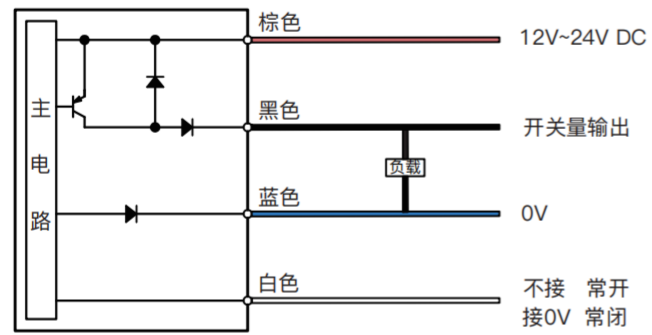 棕色
12V~24V DC
主电路
黑色
开关量输出
负载
蓝色
0V
白色
不接 常开
接0V 常闭